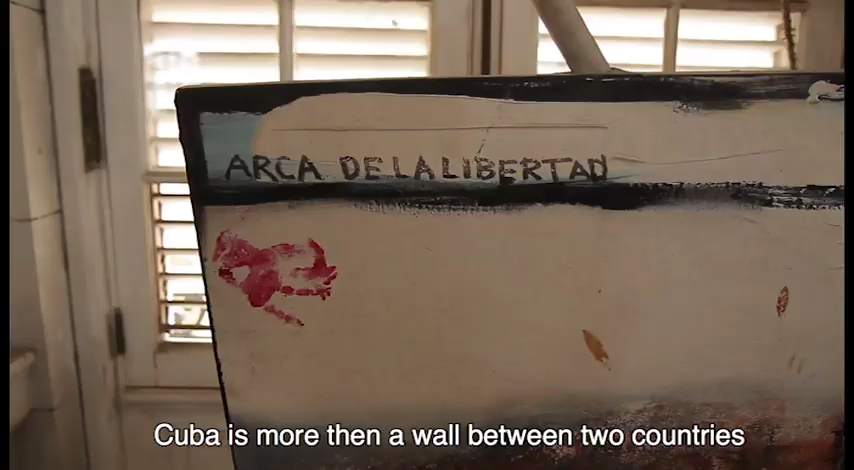 ARCA DE LA LIBERTAD
Cuba is more then a wall between two countries